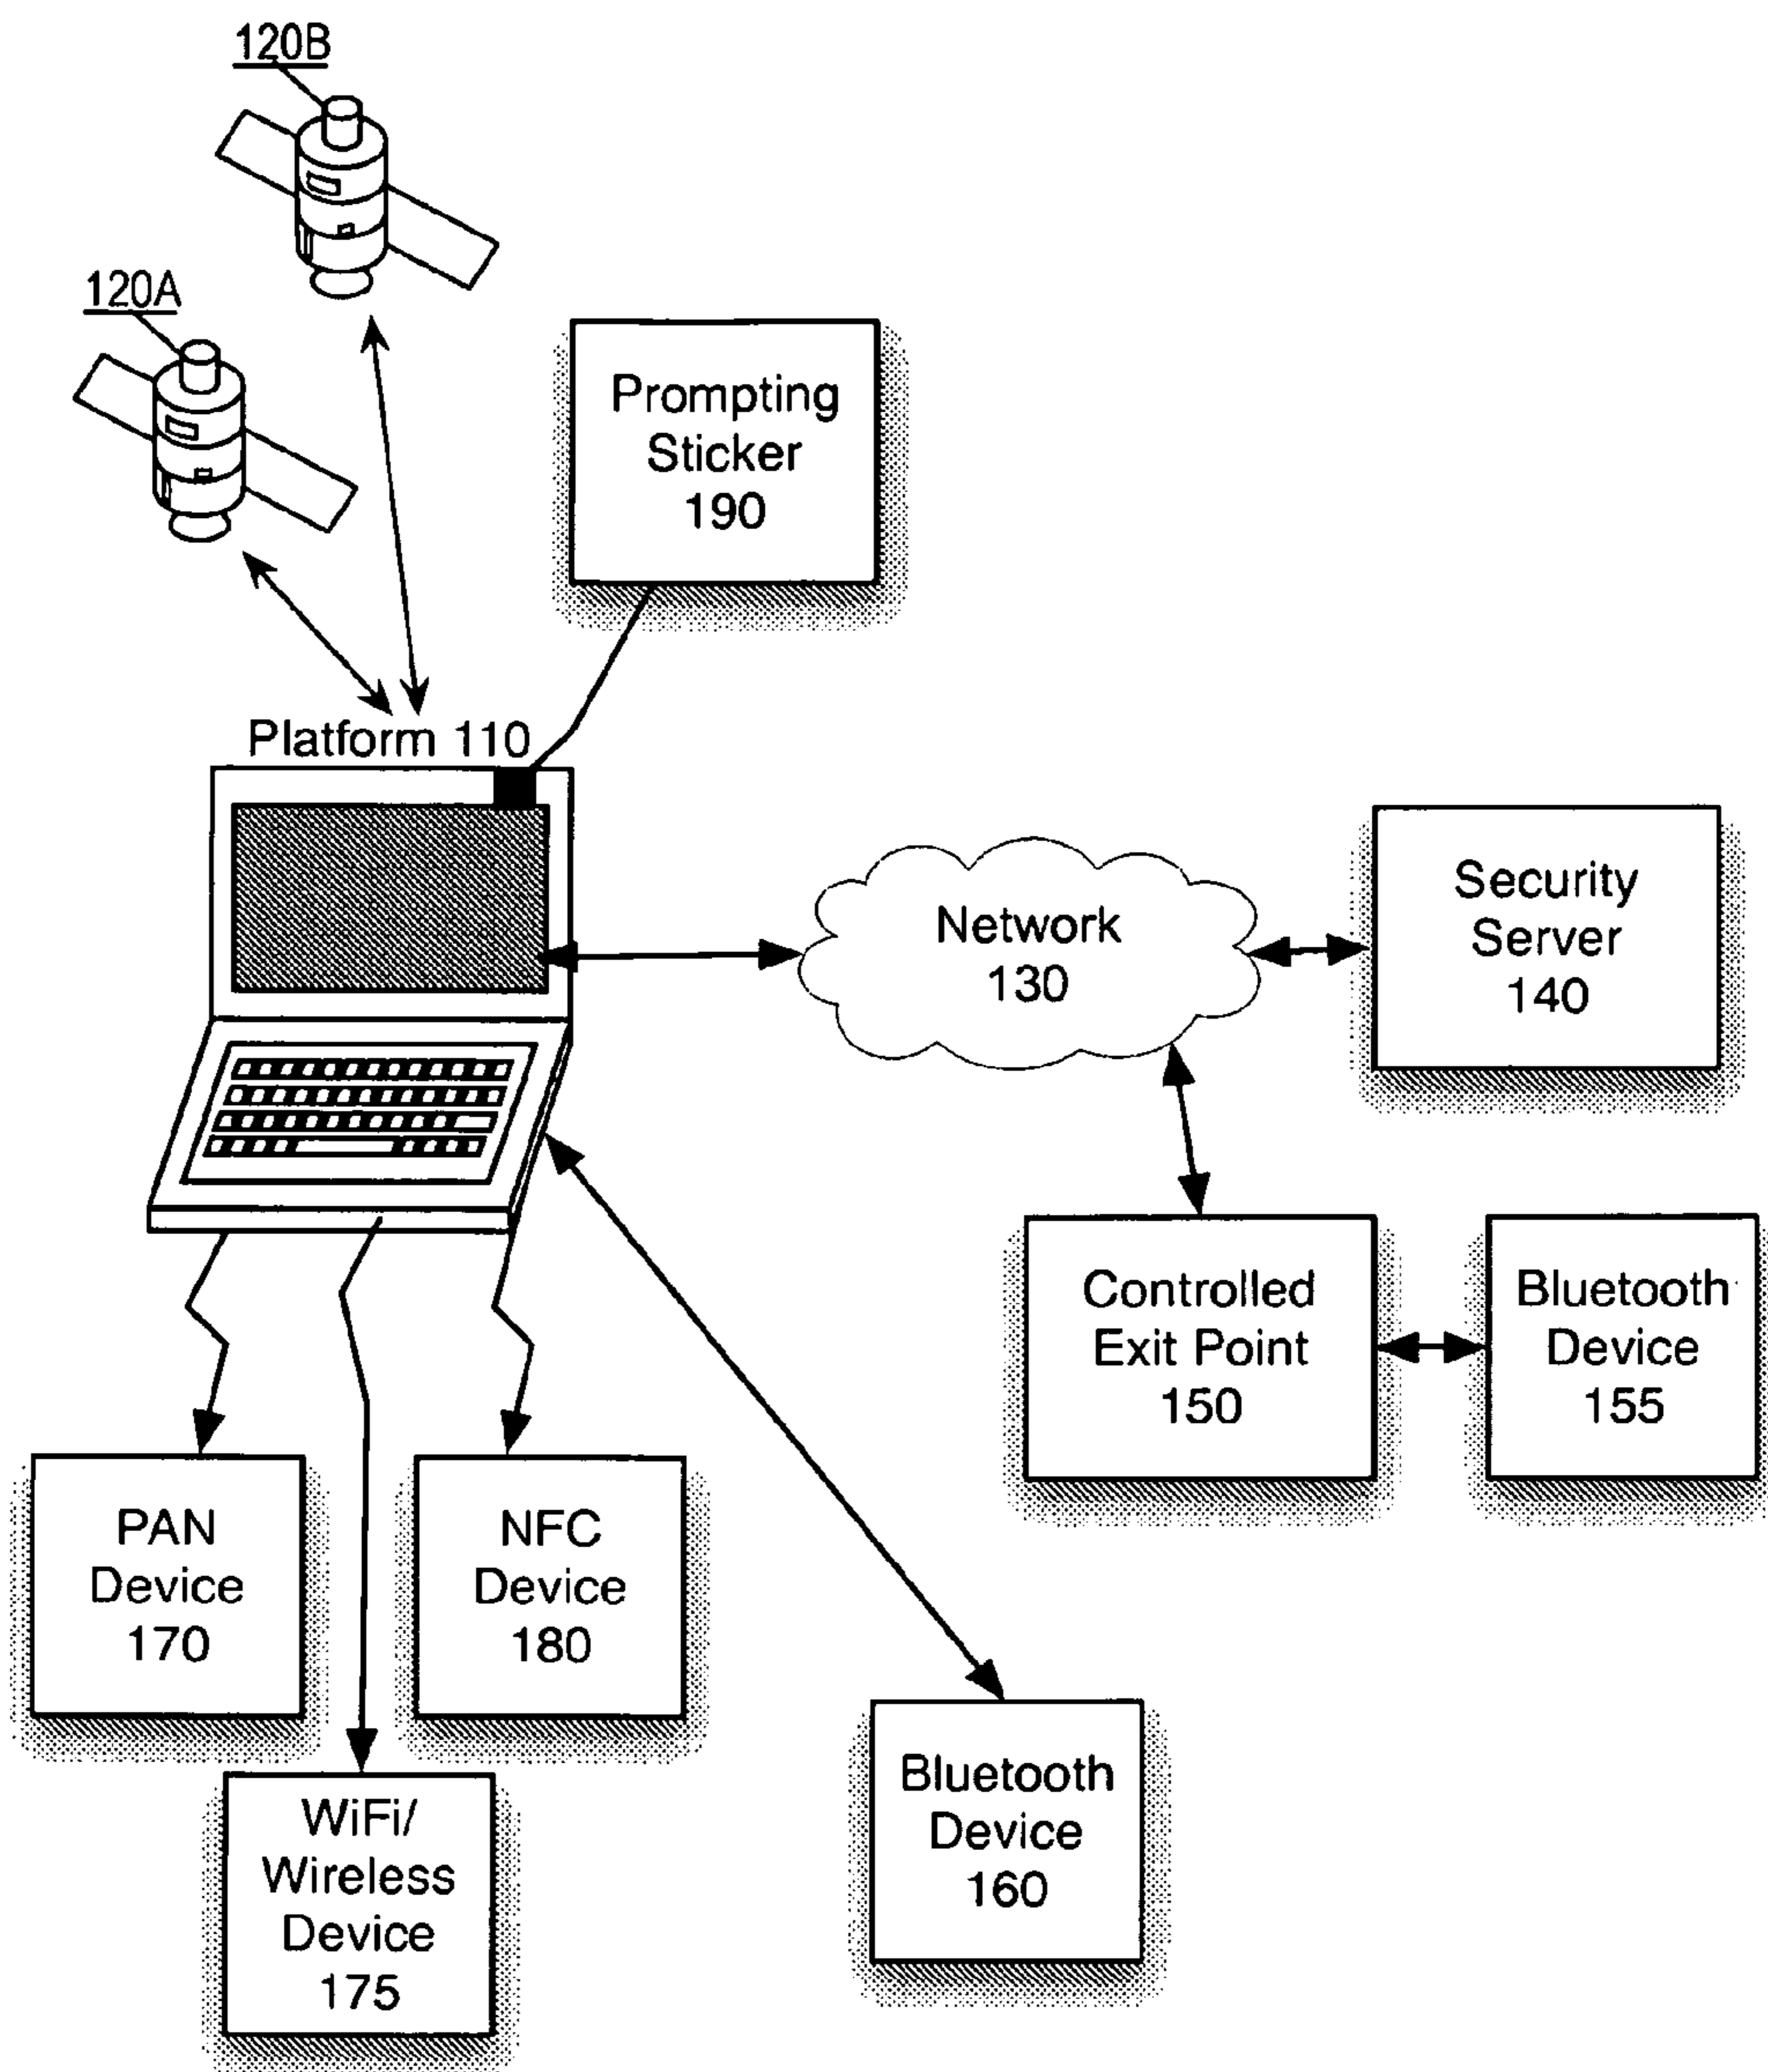 120B
120A
Prompting
Sticker
190
Platform 110
Network
130
Security
Server
140
Controlled
Exit Point
150
Bluetooth
Device
155
PAN
Device
170
NFC
Device
180
WiFi/
Wireless
Device
175
Bluetooth
Device
160